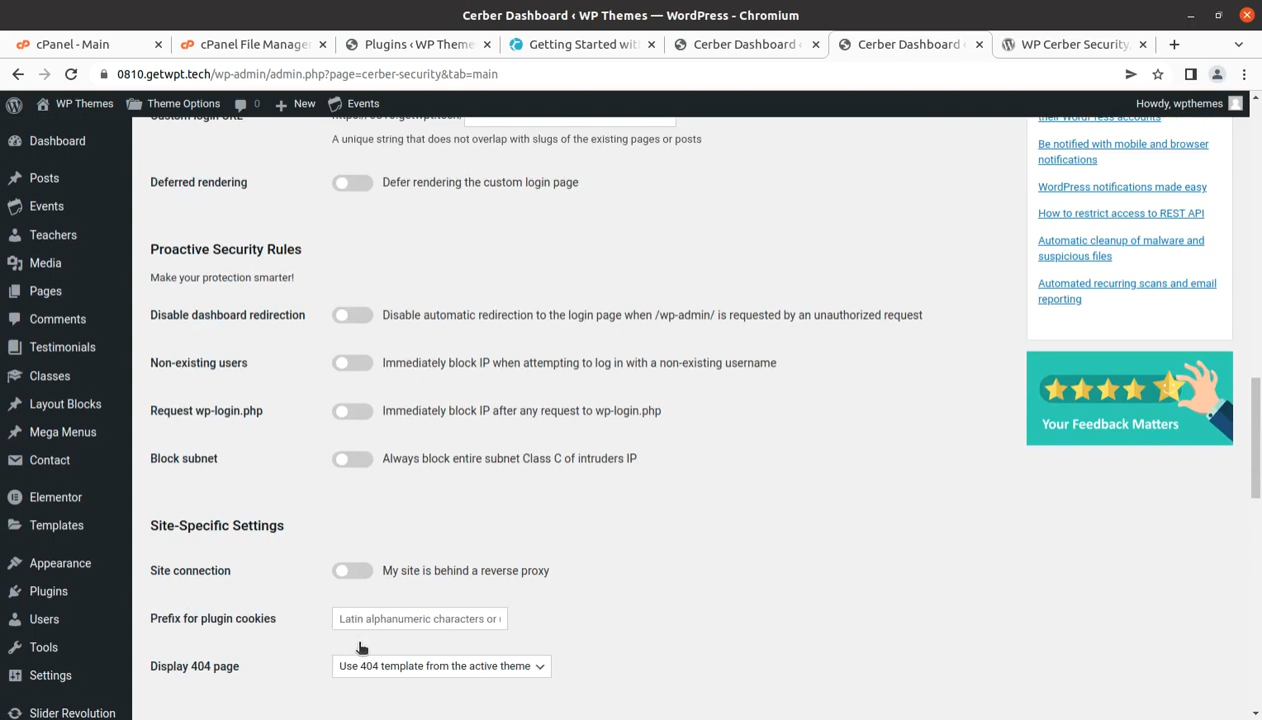 Cerber Dashboard ‹ WP Themes — WordPress - Chromium
cPanel - Main
cPanel File Manage
Plugins ‹ WP Theme
Getting Started wit
Cerber Dashboard
Cerber Dashboard
WP Cerber Security,
0810.getwpt.tech/wp-admin/admin.php?page=cerber-security&tab=main
WP Themes
Theme Options
0
New
Events
Howdy, wpthemes
Dashboard
Posts
Events
Teachers
Media
Pages
Comments
Testimonials
Classes
Layout Blocks
Mega Menus
Contact
Elementor
Templates
Appearance
Plugins
Users
Tools
Settings
Slider Revolution
Custom login URL
A unique string that does not overlap with slugs of the existing pages or posts
Deferred rendering
Defer rendering the custom login page
Proactive Security Rules
Make your protection smarter!
Disable dashboard redirection
Disable automatic redirection to the login page when /wp-admin/ is requested by an unauthorized request
Non-existing users
Immediately block IP when attempting to log in with a non-existing username
Request wp-login.php
Immediately block IP after any request to wp-login.php
Block subnet
Always block entire subnet Class C of intruders IP
Site-Specific Settings
Site connection
My site is behind a reverse proxy
Prefix for plugin cookies
Latin alphanumeric characters or
Display 404 page
Use 404 template from the active theme
their WordPress accounts
Be notified with mobile and browser
notifications
WordPress notifications made easy
How to restrict access to REST API
Automatic cleanup of malware and
suspicious files
Automated recurring scans and email
reporting
Your Feedback Matters